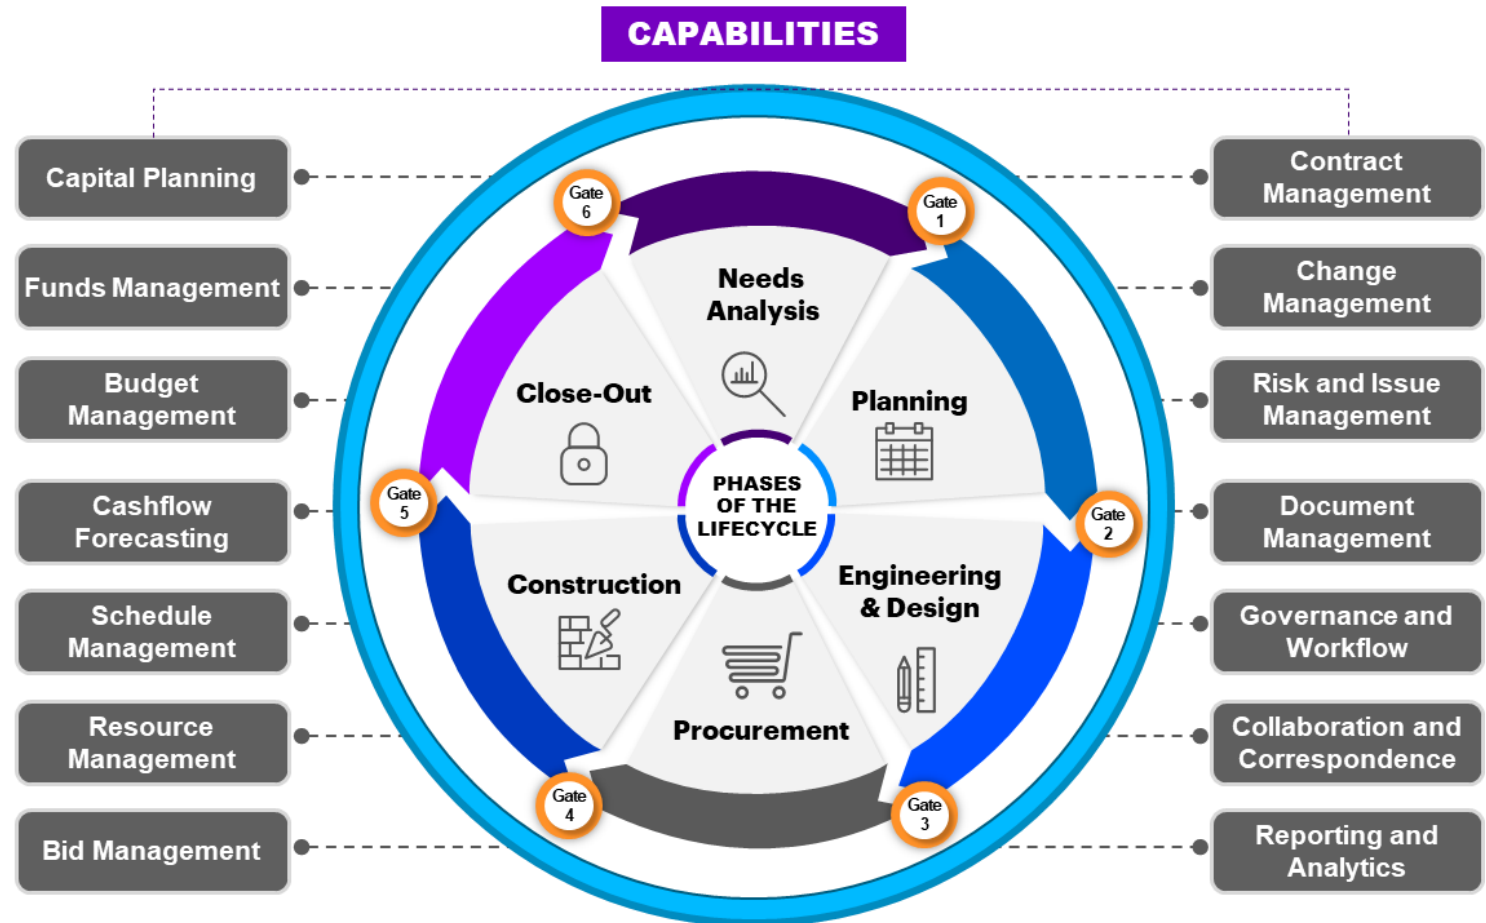 CAPABILITIES
Capital Planning
Funds Management
Budget
Management
Cashflow
Forecasting
Schedule
Management
Resource
Management
Bid Management
Gate
6
Gate
1
Gate
5
Gate
2
Gate
4
Gate
3
Needs
Analysis
Close-Out
Planning
PHASES
OF THE
LIFECYCLE
Construction
Engineering
& Design
Procurement
Contract
Management
Change
Management
Risk and Issue
Management
Document
Management
Governance and
Workflow
Collaboration and
Correspondence
Reporting and
Analytics